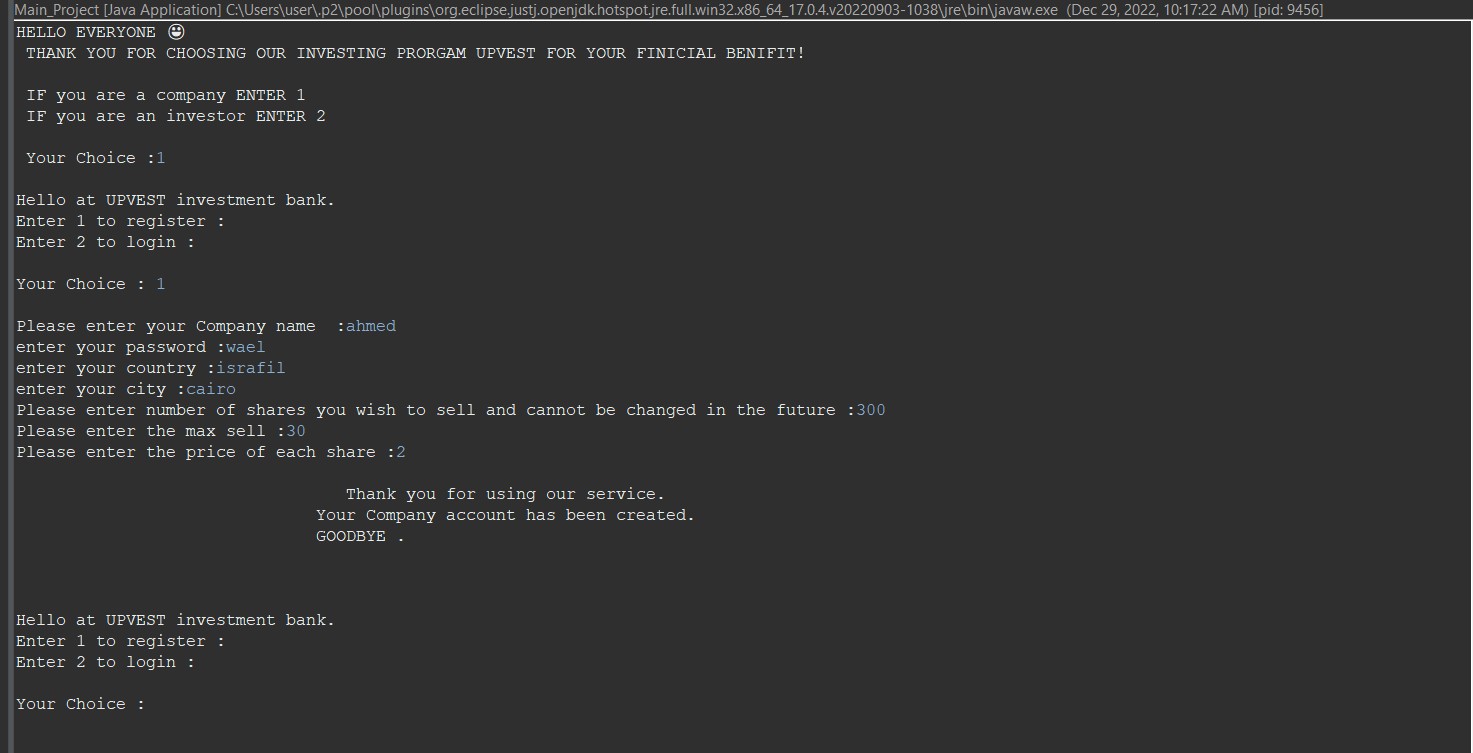 Main_Project [Java Application] C:\Users\user\.p2\pool\plugins\org.eclipse.justj.openjdk.hotspot.jre.full.win32.x86_64_17.0.4.v20220903-1038\jre\bin\javaw.exe (Dec 29, 2022, 10:17:22 AM) [pid: 9456]
HELLO EVERYONE 😀
THANK YOU FOR CHOOSING OUR INVESTING PRORGAM UPVEST FOR YOUR FINICIAL BENIFIT!
IF you are a company ENTER 1
IF you are an investor ENTER 2
Your Choice :1
Hello at UPVEST investment bank.
Enter 1 to register :
Enter 2 to login :
Your Choice : 1
Please enter your Company name  :ahmed
enter your password :wael
enter your country :israfil
enter your city :cairo
Please enter number of shares you wish to sell and cannot be changed in the future :300
Please enter the max sell :30
Please enter the price of each share :2
Thank you for using our service.
Your Company account has been created.
GOODBYE .
Hello at UPVEST investment bank.
Enter 1 to register :
Enter 2 to login :
Your Choice :